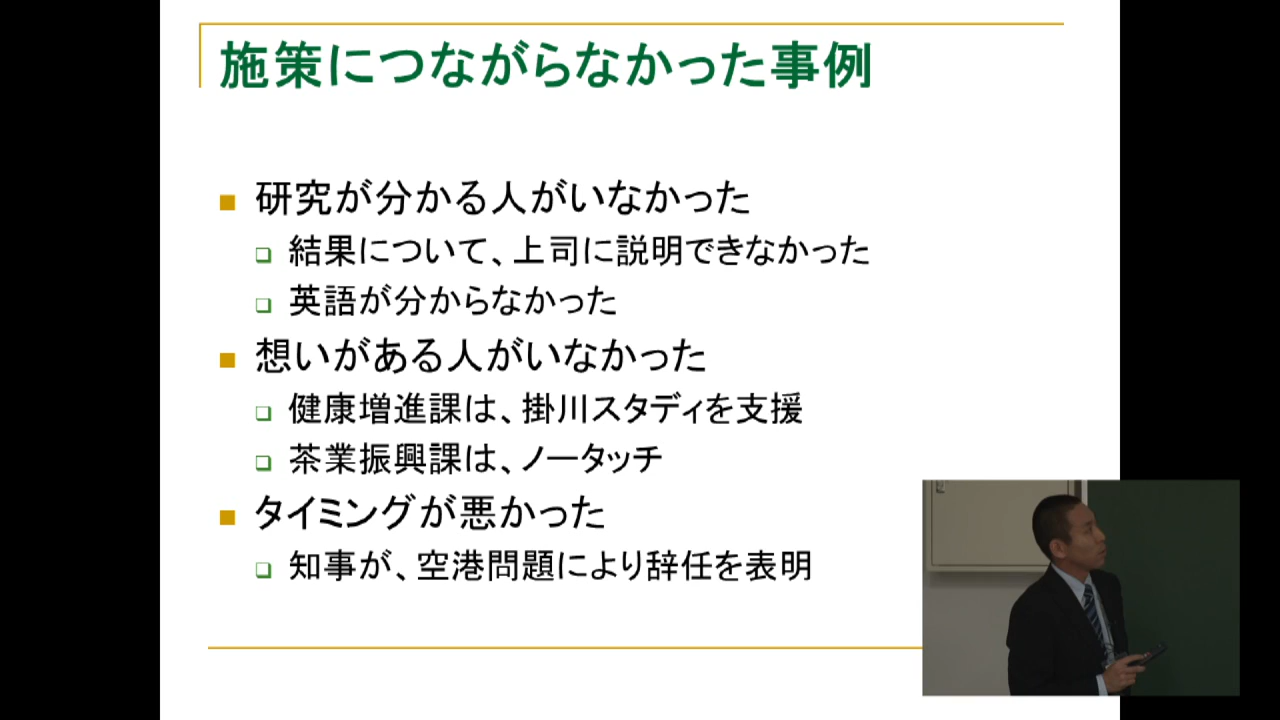 施策につながらなかった事例
研究が分かる人がいなかった
結果について、上司に説明できなかった
英語が分からなかった
想いがある人がいなかった
健康増進課は、掛川スタディを支援
茶業振興課は、ノータッチ
タイミングが悪かった
知事が、空港問題により辞任を表明